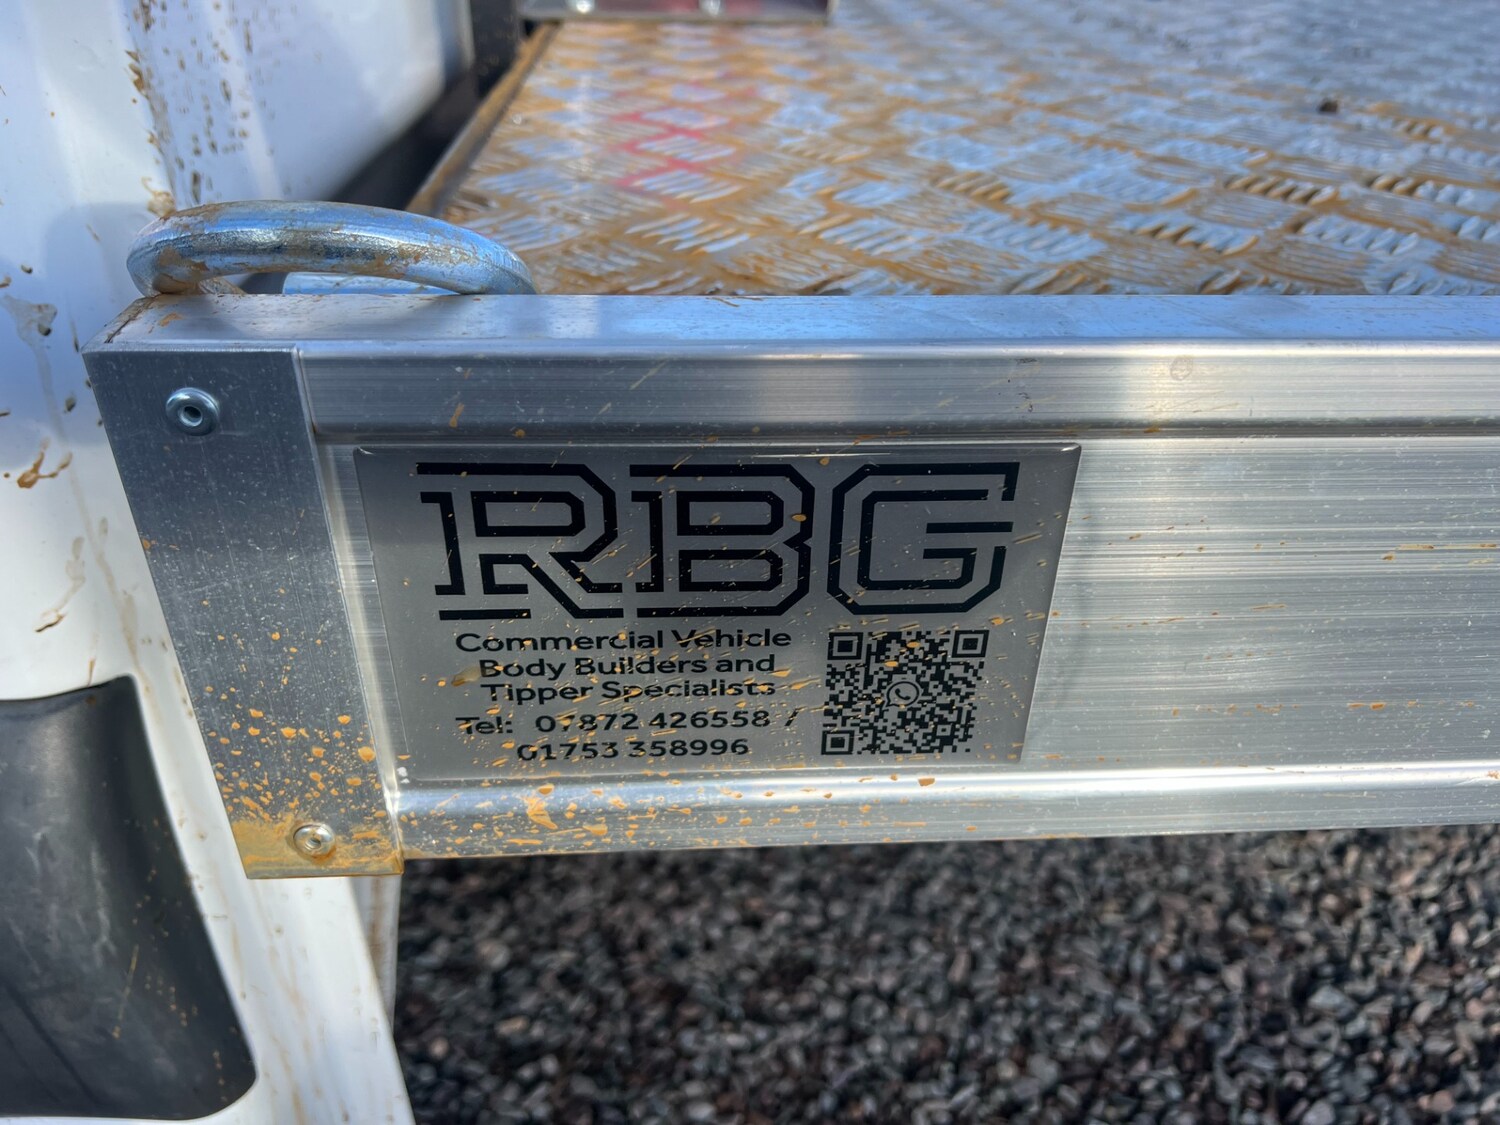 RBG
Commercial Vehicle
Body Builders and
Tipper Specialists
Tel: 07872 426558 /
01753 358996